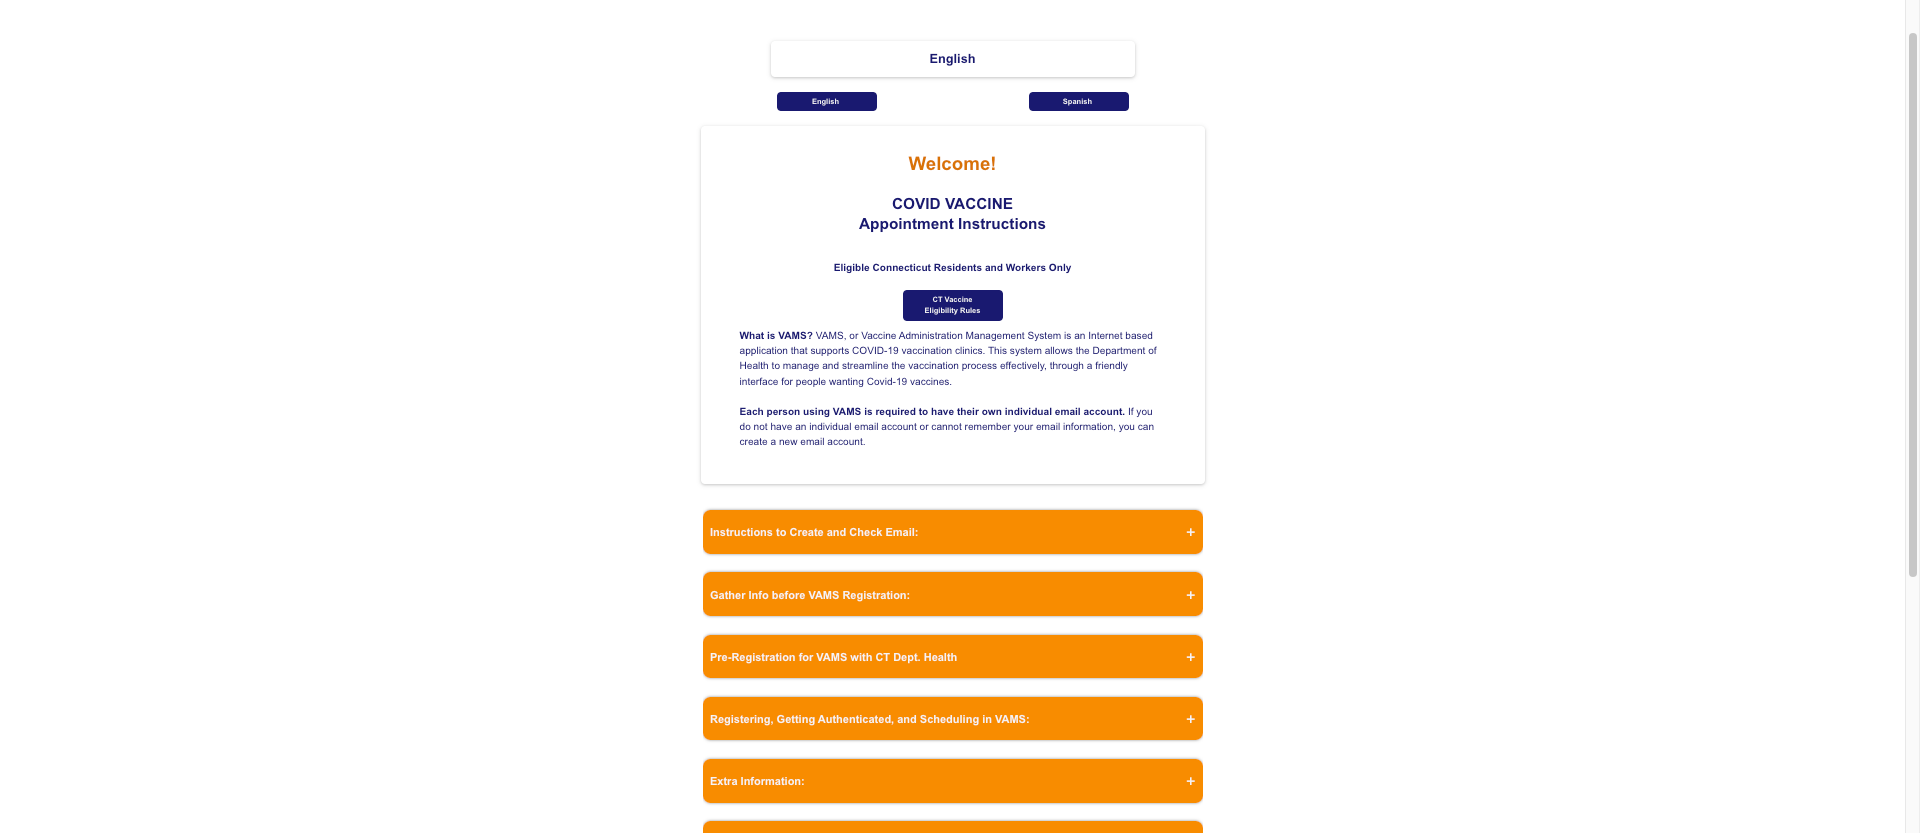 English
English
Spanish
Welcome!
COVID VACCINE
Appointment Instructions
Eligible Connecticut Residents and Workers Only
CT Vaccine
Eligibility Rules
What is VAMS? VAMS, or Vaccine Administration Management System is an Internet based
application that supports COVID-19 vaccination clinics. This system allows the Department of
Health to manage and streamline the vaccination process effectively, through a friendly
interface for people wanting Covid-19 vaccines.
Each person using VAMS is required to have their own individual email account. If you
do not have an individual email account or cannot remember your email information, you can
create a new email account.
Instructions to Create and Check Email: +
Gather Info before VAMS Registration: +
Pre-Registration for VAMS with CT Dept. Health +
Registering, Getting Authenticated, and Scheduling in VAMS: +
Extra Information: +